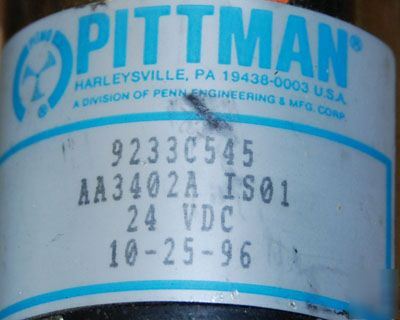 PITTMAN®
HARLEYSVILLE, PA 19438-0003 U.S.A.
A DIVISION OF PENN ENGINEERING & MFG. CORP.
9233C545
AA3402A IS01
24 VDC
10-25-96